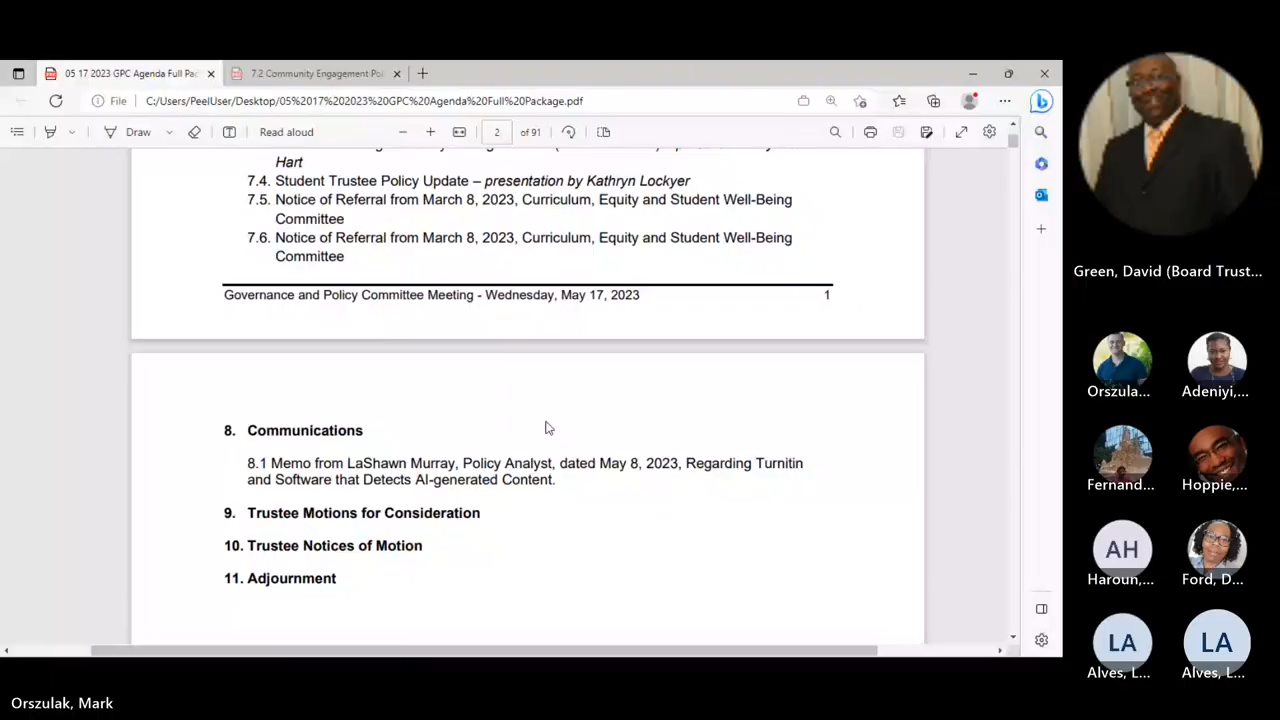 05 17 2023 GPC Agenda Full Pac
7.2 Community Engagement Pol
File
C:/Users/PeelUser/Desktop/05%2017%202023%20GPC%20Agenda%20Full%20Package.pdf
Draw
Read aloud
2
of 91
Hart
7.4. Student Trustee Policy Update – presentation by Kathryn Lockyer
7.5. Notice of Referral from March 8, 2023, Curriculum, Equity and Student Well-Being
Committee
7.6. Notice of Referral from March 8, 2023, Curriculum, Equity and Student Well-Being
Committee
Governance and Policy Committee Meeting - Wednesday, May 17, 2023 1
8. Communications
8.1 Memo from LaShawn Murray, Policy Analyst, dated May 8, 2023, Regarding Turnitin
and Software that Detects AI-generated Content.
9. Trustee Motions for Consideration
10. Trustee Notices of Motion
11. Adjournment
Green, David (Board Trust...
Orszula...
Adeniyi,...
Fernand...
Hoppie,...
AH
Haroun,...
Ford, D...
LA
Alves, L...
LA
Alves, L...
Orszulak, Mark